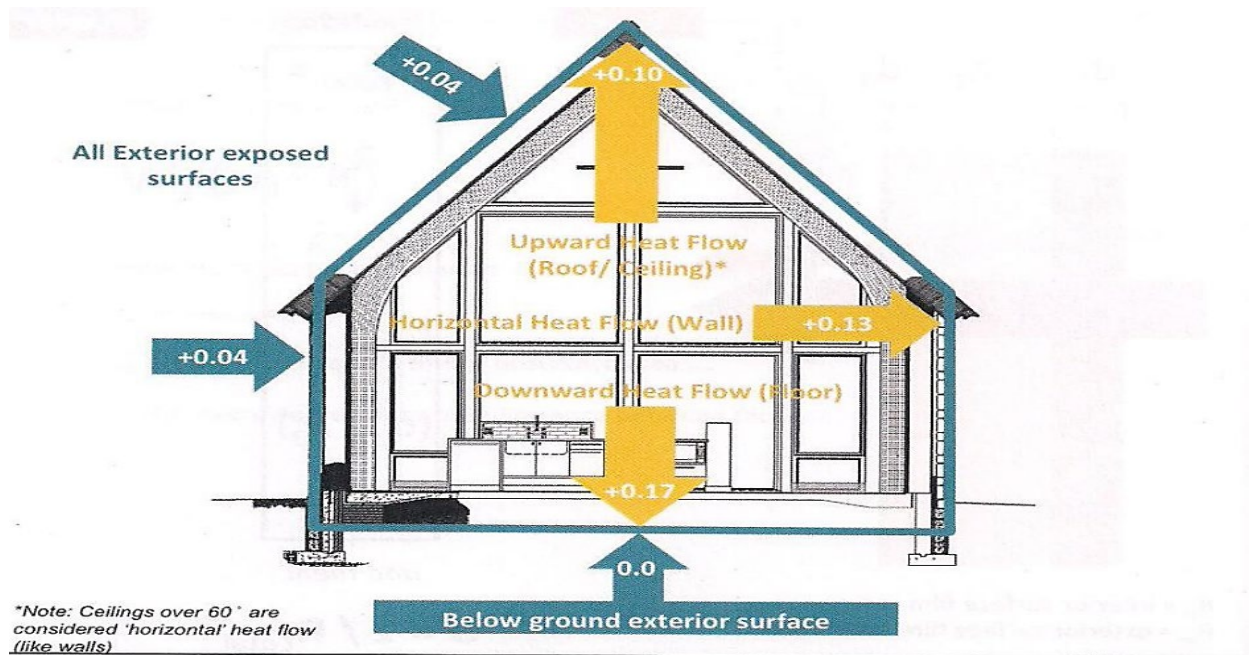 +0.04
+0.10
All Exterior exposed
surfaces
Upward Heat Flow
(Roof/ Ceiling)*
Horizontal Heat Flow (Wall)
+0.13
+0.04
Downward Heat Flow (Floor)
+0.17
0.0
Below ground exterior surface
*Note: Ceilings over 60° are
considered 'horizontal' heat flow
(like walls)